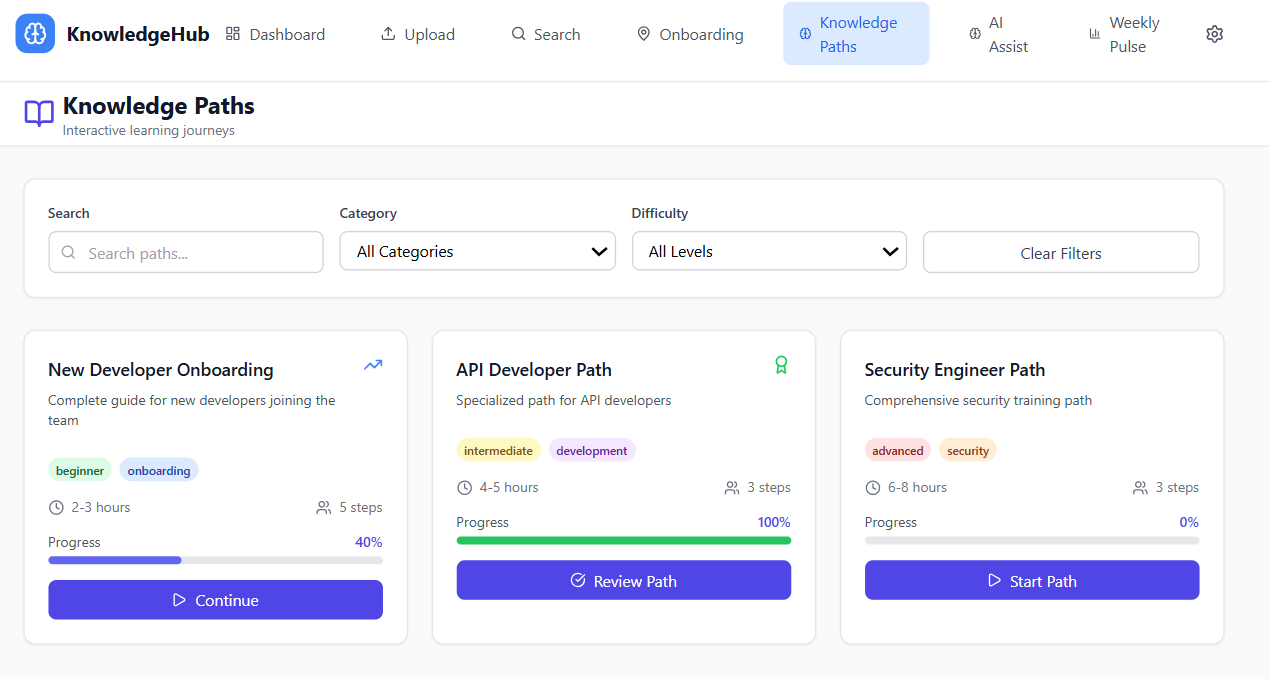 KnowledgeHub
Dashboard
Upload
Search
Onboarding
Knowledge
Paths
AI
Assist
Weekly
Pulse
Knowledge Paths
Interactive learning journeys
Search
Category
Difficulty
Search paths...
All Categories
All Levels
Clear Filters
New Developer Onboarding
Complete guide for new developers joining the
team
beginner
onboarding
2-3 hours
5 steps
Progress
40%
Continue
API Developer Path
Specialized path for API developers
intermediate
development
4-5 hours
3 steps
Progress
100%
Review Path
Security Engineer Path
Comprehensive security training path
advanced
security
6-8 hours
3 steps
Progress
0%
Start Path